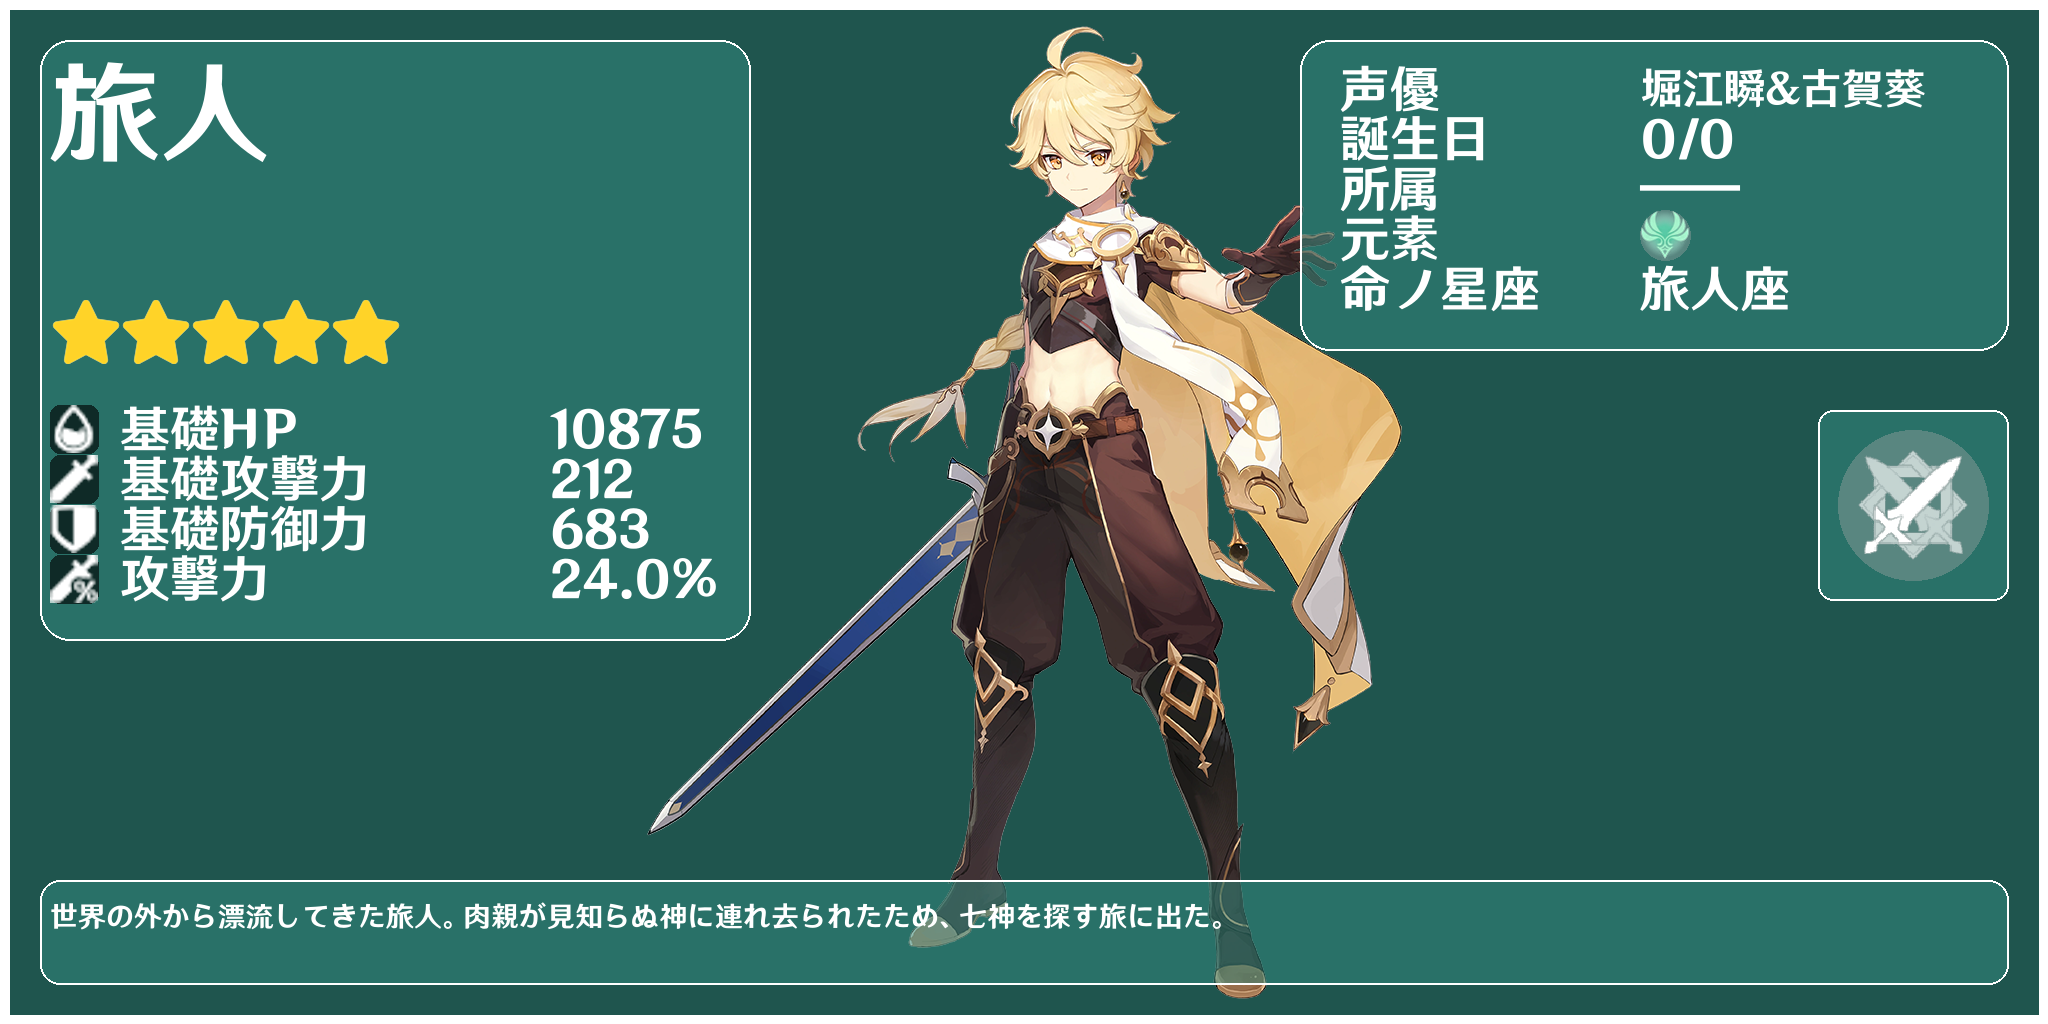 旅人
基礎HP 10875
基礎攻撃力 212
基礎防御力 683
攻撃力 24.0%
声優 堀江瞬&古賀葵
誕生日 0/0
所属 ——
元素
命ノ星座 旅人座
世界の外から漂流してきた旅人。肉親が見知らぬ神に連れ去られたため、七神を探す旅に出た。